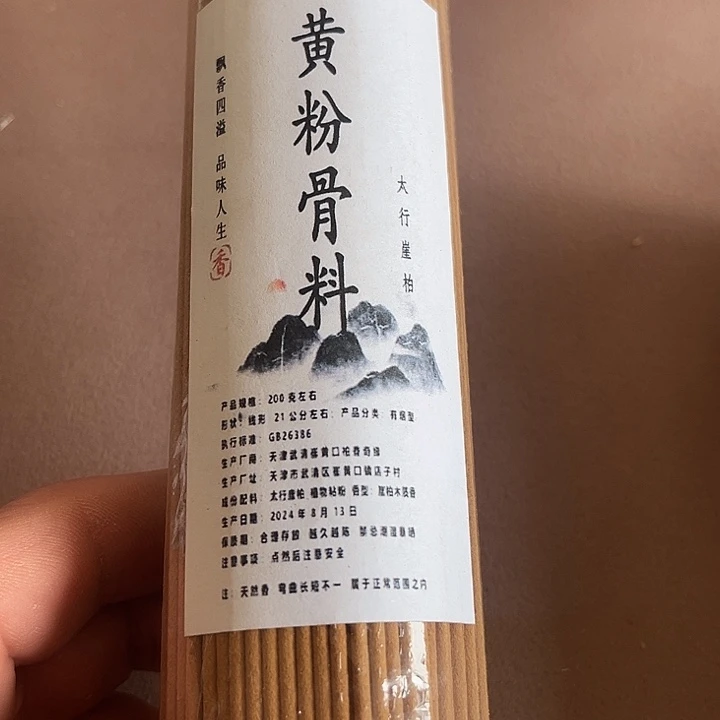 黄粉骨料
飘香四溢 品味人生
香
太行崖柏
产品规格：200克左右
形状：线形 21公分左右；产品分类：有烟型
执行标准：GB26386
生产厂商：天津武清崔黄口柏香奇缘
生产厂址：天津市武清区崔黄口镇店子村
成份配料：太行崖柏 植物粘粉 香型：崖柏木质香
生产日期：2024年8月13日
保质期：合理存放 越久越陈 禁忌潮湿暴晒
注意事项：点然后注意安全
注：天然香 弯曲长短不一 属于正常范围之内